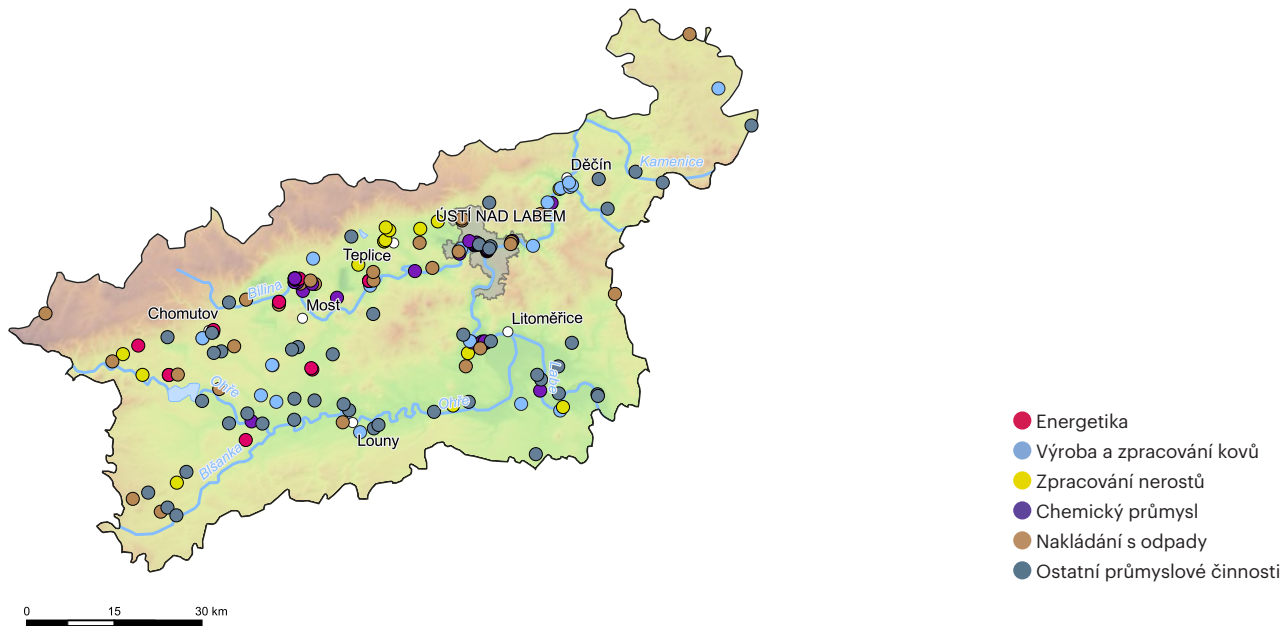 Děčín
Kamenice
ÚSTÍ NAD LABEM
Teplice
Bílina
Most
Chomutov
Litoměřice
Labe
Ohře
Ohře
Louny
Blšanka
Energetika
Výroba a zpracování kovů
Zpracování nerostů
Chemický průmysl
Nakládání s odpady
Ostatní průmyslové činnosti
0 15 30 km